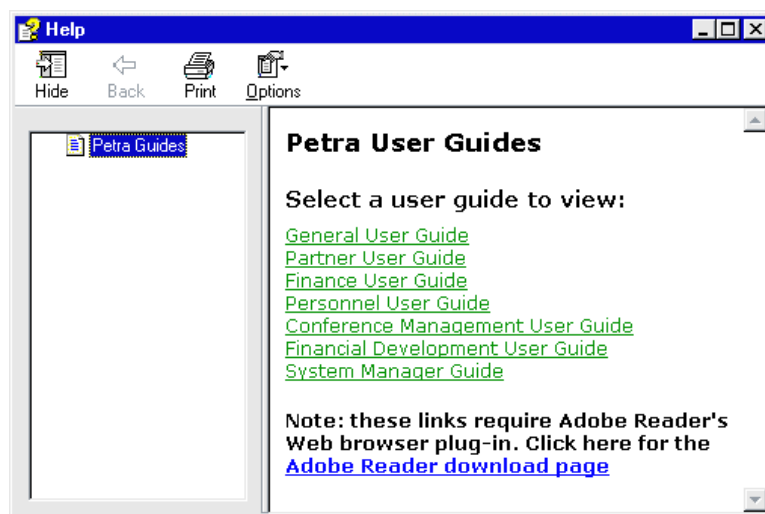 Help
Hide Back Print Options
Petra Guides
Petra User Guides
Select a user guide to view:
General User Guide
Partner User Guide
Finance User Guide
Personnel User Guide
Conference Management User Guide
Financial Development User Guide
System Manager Guide
Note: these links require Adobe Reader's
Web browser plug-in. Click here for the
Adobe Reader download page